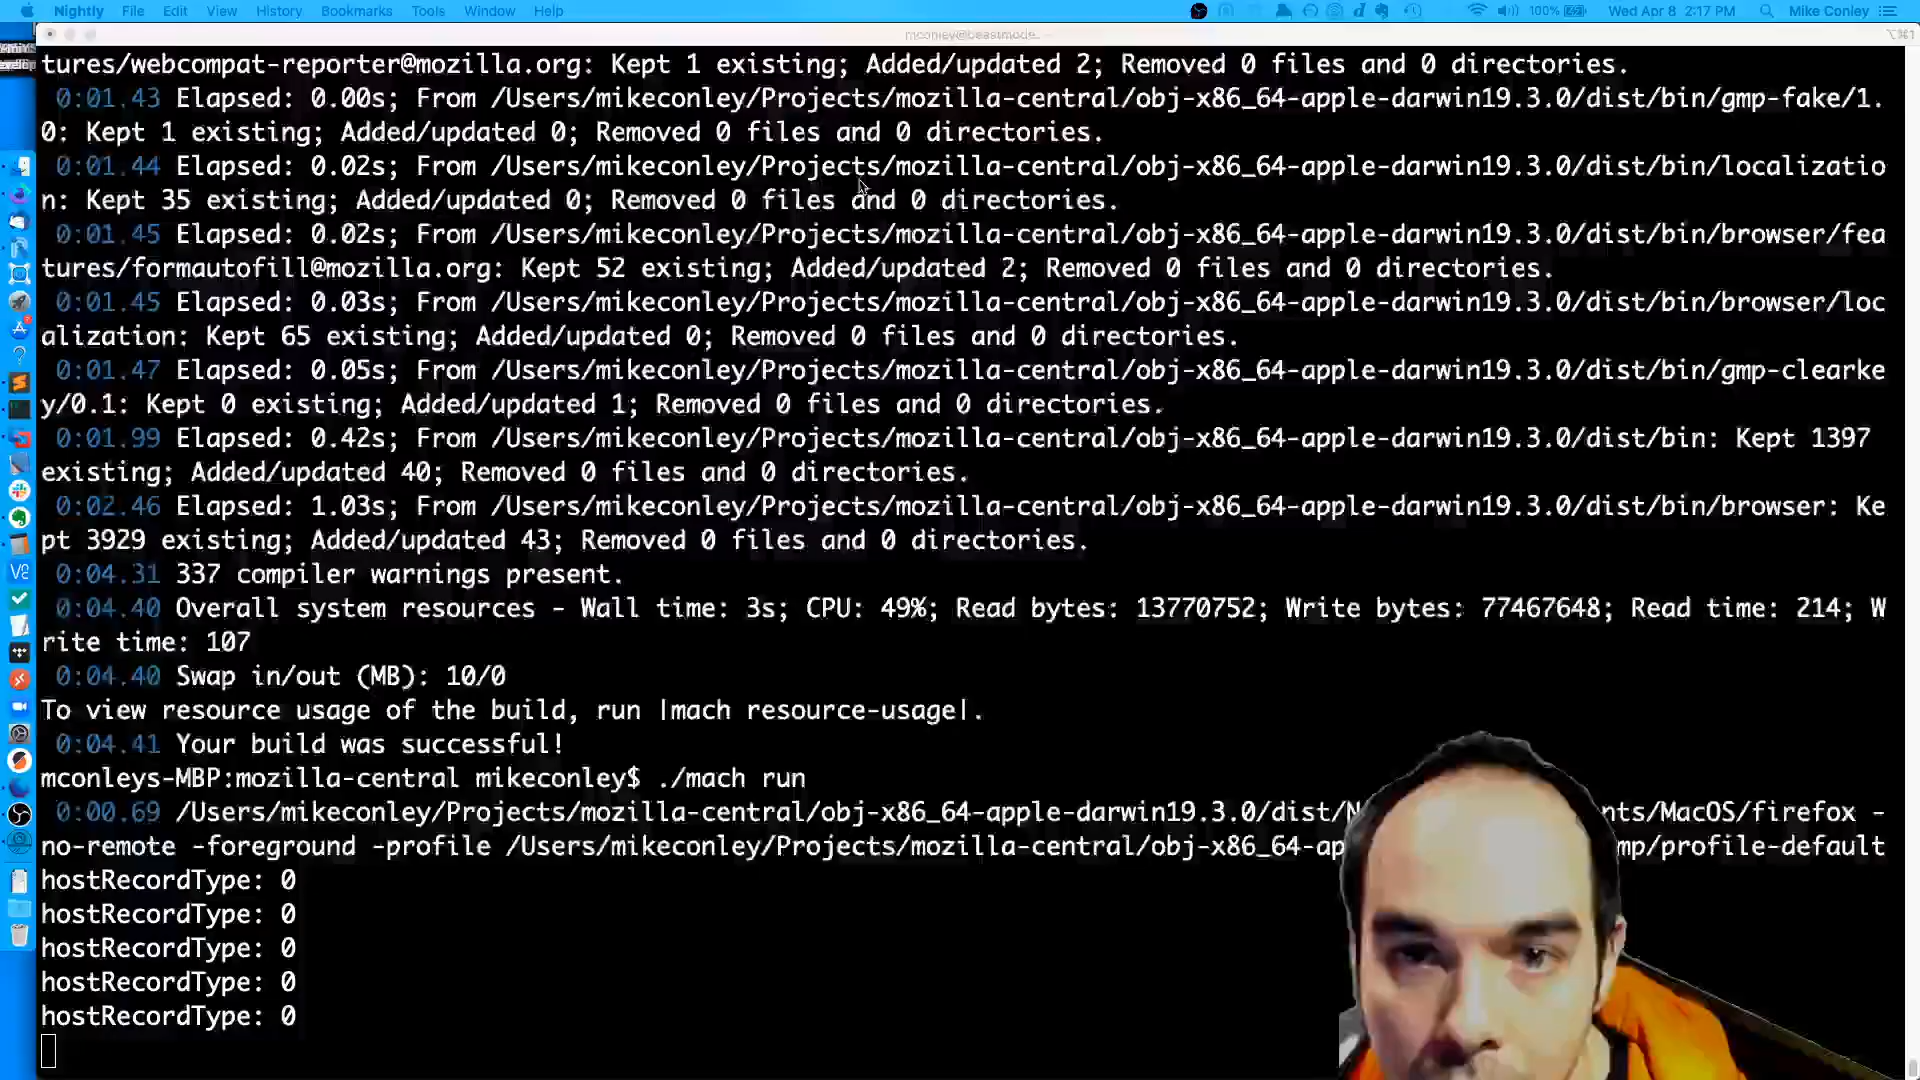 Nightly File Edit View History Bookmarks Tools Window Help 100% Wed Apr 8 2:17 PM Mike Conley
mconley@beastmode: ~ ⌥⌘1
tures/webcompat-reporter@mozilla.org: Kept 1 existing; Added/updated 2; Removed 0 files and 0 directories.
0:01.43 Elapsed: 0.00s; From /Users/mikeconley/Projects/mozilla-central/obj-x86_64-apple-darwin19.3.0/dist/bin/gmp-fake/1.
0: Kept 1 existing; Added/updated 0; Removed 0 files and 0 directories.
0:01.44 Elapsed: 0.02s; From /Users/mikeconley/Projects/mozilla-central/obj-x86_64-apple-darwin19.3.0/dist/bin/localizatio
n: Kept 35 existing; Added/updated 0; Removed 0 files and 0 directories.
0:01.45 Elapsed: 0.02s; From /Users/mikeconley/Projects/mozilla-central/obj-x86_64-apple-darwin19.3.0/dist/bin/browser/fea
tures/formautofill@mozilla.org: Kept 52 existing; Added/updated 2; Removed 0 files and 0 directories.
0:01.45 Elapsed: 0.03s; From /Users/mikeconley/Projects/mozilla-central/obj-x86_64-apple-darwin19.3.0/dist/bin/browser/loc
alization: Kept 65 existing; Added/updated 0; Removed 0 files and 0 directories.
0:01.47 Elapsed: 0.05s; From /Users/mikeconley/Projects/mozilla-central/obj-x86_64-apple-darwin19.3.0/dist/bin/gmp-clearke
y/0.1: Kept 0 existing; Added/updated 1; Removed 0 files and 0 directories.
0:01.99 Elapsed: 0.42s; From /Users/mikeconley/Projects/mozilla-central/obj-x86_64-apple-darwin19.3.0/dist/bin: Kept 1397
existing; Added/updated 40; Removed 0 files and 0 directories.
0:02.46 Elapsed: 1.03s; From /Users/mikeconley/Projects/mozilla-central/obj-x86_64-apple-darwin19.3.0/dist/bin/browser: Ke
pt 3929 existing; Added/updated 43; Removed 0 files and 0 directories.
0:04.31 337 compiler warnings present.
0:04.40 Overall system resources - Wall time: 3s; CPU: 49%; Read bytes: 13770752; Write bytes: 77467648; Read time: 214; W
rite time: 107
0:04.40 Swap in/out (MB): 10/0
To view resource usage of the build, run |mach resource-usage|.
0:04.41 Your build was successful!
mconleys-MBP:mozilla-central mikeconley$ ./mach run
0:00.69 /Users/mikeconley/Projects/mozilla-central/obj-x86_64-apple-darwin19.3.0/dist/N nts/MacOS/firefox -
no-remote -foreground -profile /Users/mikeconley/Projects/mozilla-central/obj-x86_64-ap mp/profile-default
hostRecordType: 0
hostRecordType: 0
hostRecordType: 0
hostRecordType: 0
hostRecordType: 0